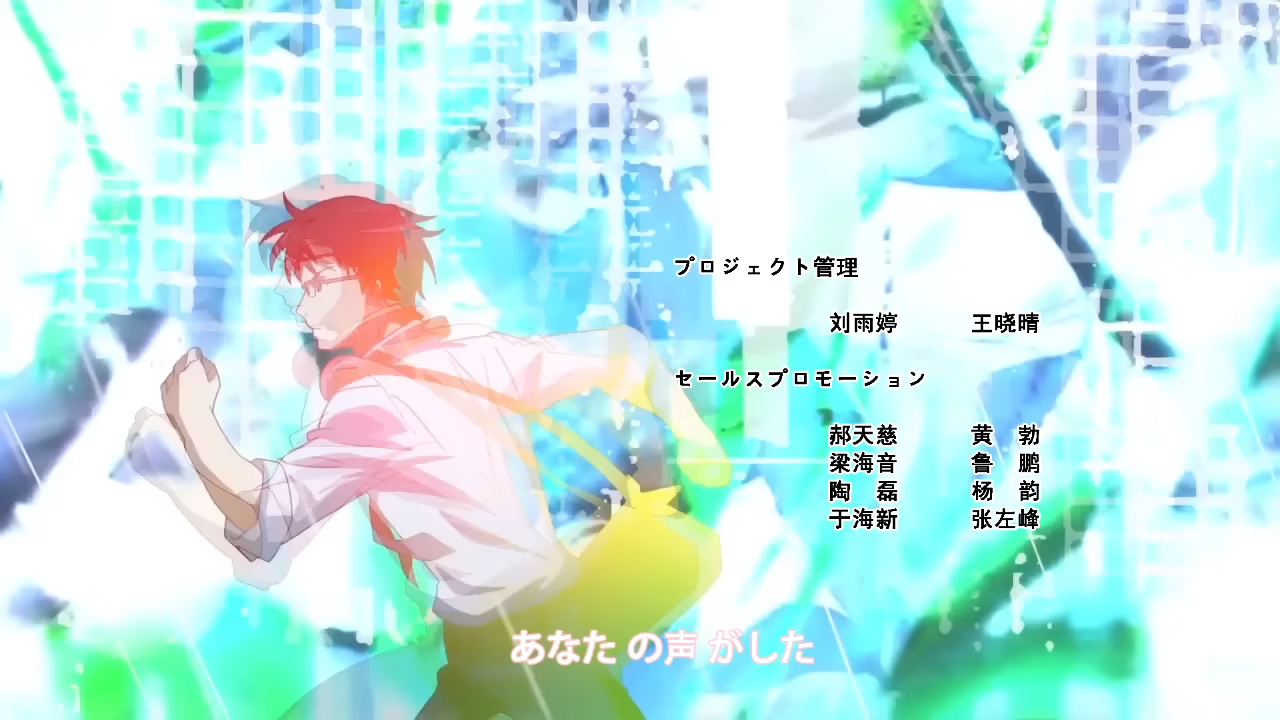 プロジェクト管理
刘雨婷 王晓晴
セールスプロモーション
郝天慈 黄 勃
梁海音 鲁 鹏
陶 磊 杨 韵
于海新 张左峰
あなた の声 がした